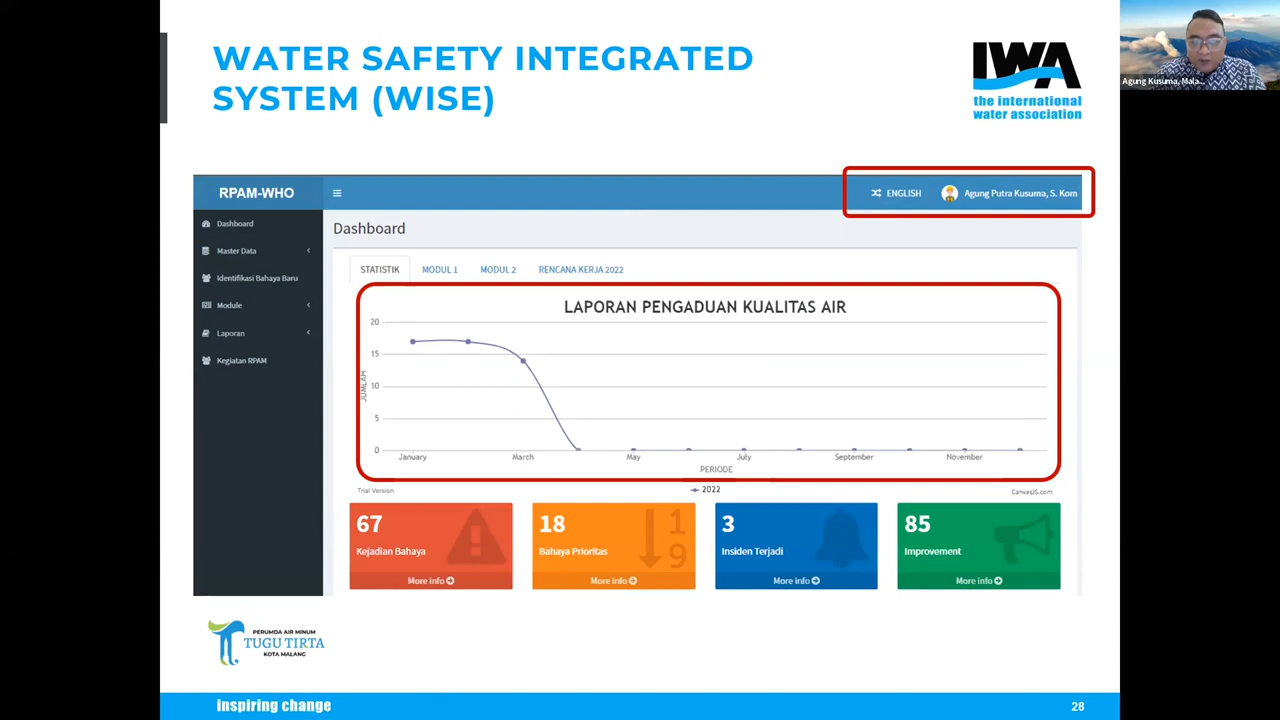 WATER SAFETY INTEGRATED
SYSTEM (WISE)
IWA
the international
water association
Agung Kusuma, Mala...
RPAM-WHO
ENGLISH
Agung Putra Kusuma, S. Kom
Dashboard
Master Data
Identifikasi Bahaya Baru
Module
Laporan
Kegiatan RPAM
Dashboard
STATISTIK
MODUL 1
MODUL 2
RENCANA KERJA 2022
LAPORAN PENGADUAN KUALITAS AIR
20
15
10
5
0
JUMLAH
January
March
May
July
September
November
PERIODE
2022
Trial Version
CanvasJS.com
67
Kejadian Bahaya
More info
18
Bahaya Prioritas
1
9
More info
3
Insiden Terjadi
More info
85
Improvement
More info
PERUMDA AIR MINUM
TUGU TIRTA
KOTA MALANG
inspiring change
28